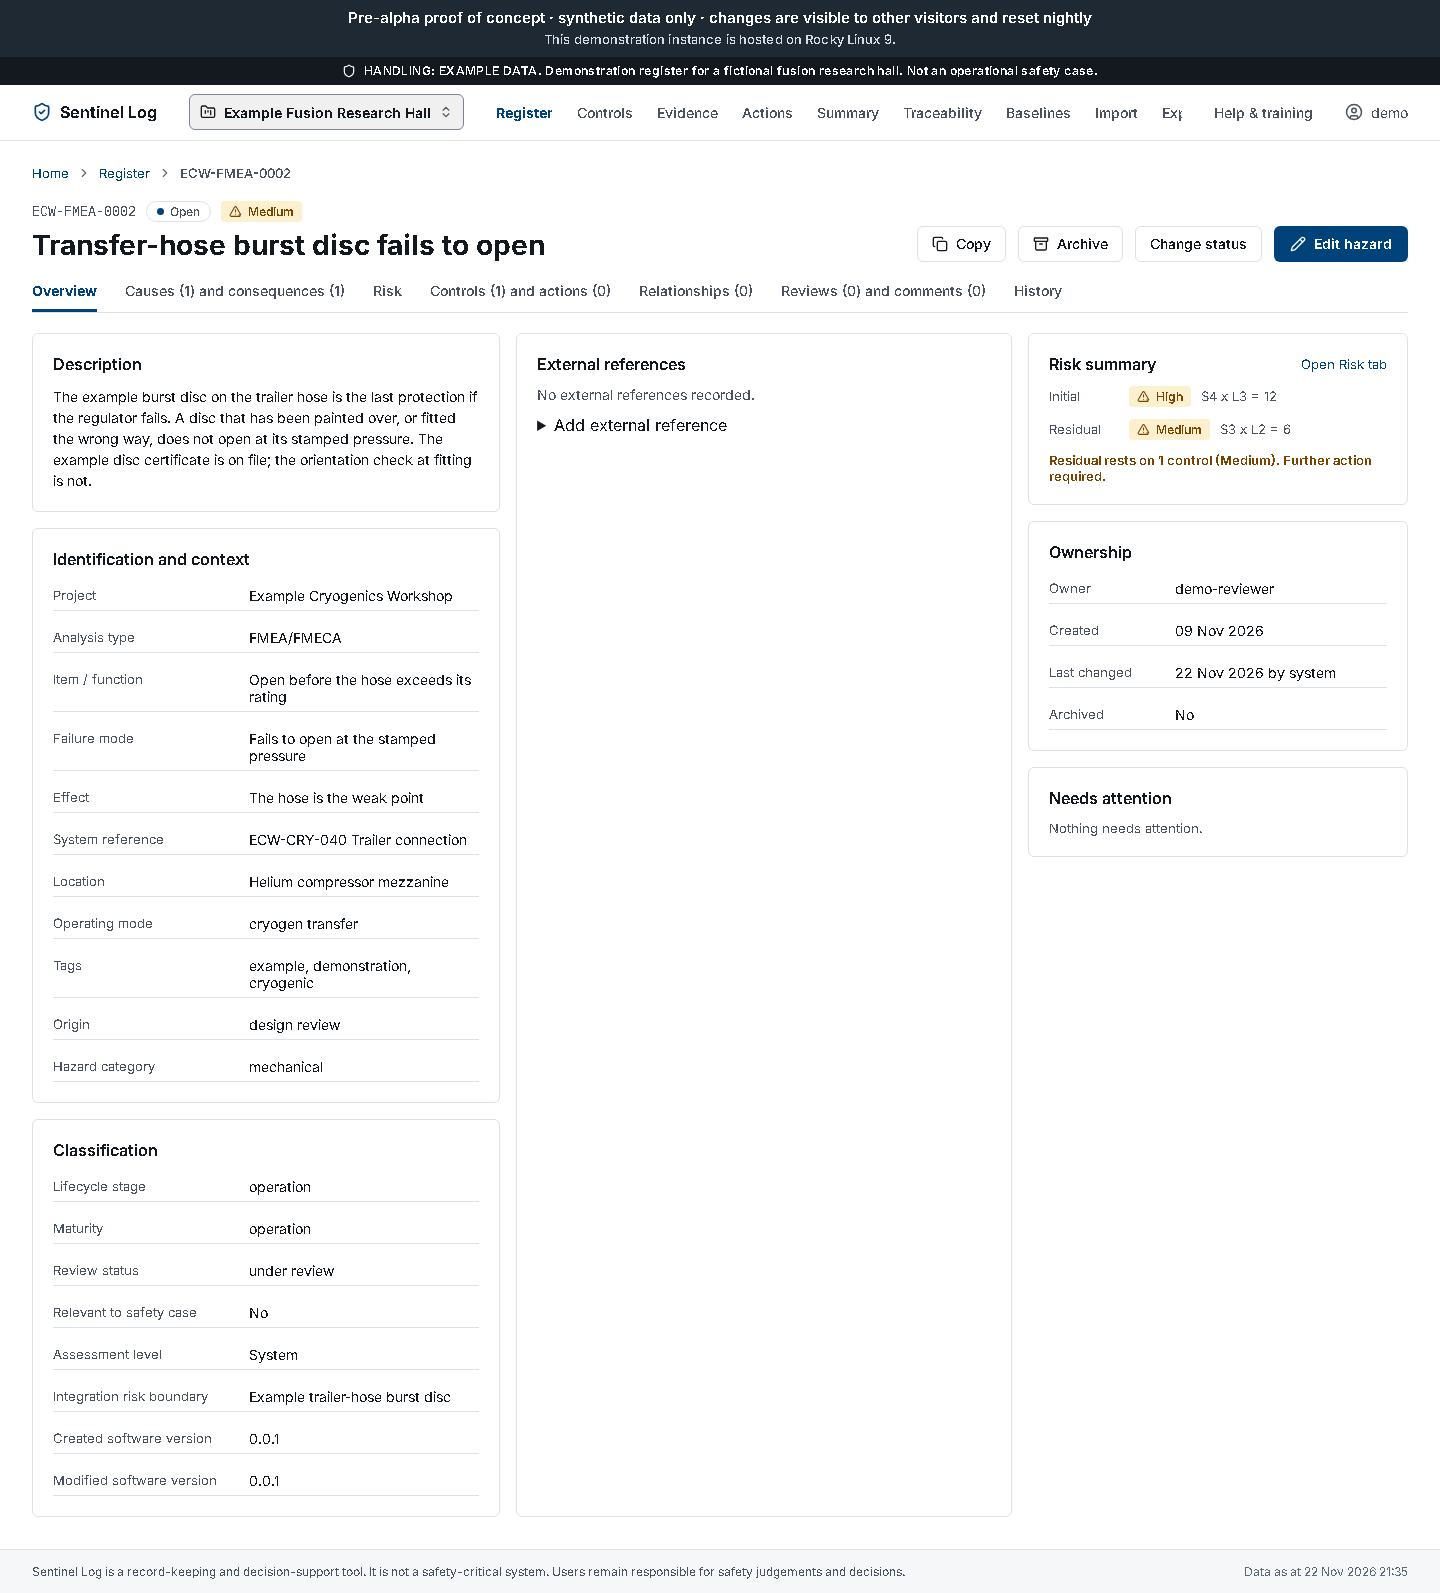 Pre-alpha proof of concept · synthetic data only · changes are visible to other visitors and reset nightly
This demonstration instance is hosted on Rocky Linux 9.
HANDLING: EXAMPLE DATA. Demonstration register for a fictional fusion research hall. Not an operational safety case.
Sentinel Log
Example Fusion Research Hall
Register Controls Evidence Actions Summary Traceability Baselines Import Exp Help & training demo
Home > Register > ECW-FMEA-0002
ECW-FMEA-0002 Open Medium
Transfer-hose burst disc fails to open
Copy Archive Change status Edit hazard
Overview Causes (1) and consequences (1) Risk Controls (1) and actions (0) Relationships (0) Reviews (0) and comments (0) History
Description
The example burst disc on the trailer hose is the last protection if
the regulator fails. A disc that has been painted over, or fitted
the wrong way, does not open at its stamped pressure. The
example disc certificate is on file; the orientation check at fitting
is not.
Identification and context
Project Example Cryogenics Workshop
Analysis type FMEA/FMECA
Item / function Open before the hose exceeds its
rating
Failure mode Fails to open at the stamped
pressure
Effect The hose is the weak point
System reference ECW-CRY-040 Trailer connection
Location Helium compressor mezzanine
Operating mode cryogen transfer
Tags example, demonstration,
cryogenic
Origin design review
Hazard category mechanical
Classification
Lifecycle stage operation
Maturity operation
Review status under review
Relevant to safety case No
Assessment level System
Integration risk boundary Example trailer-hose burst disc
Created software version 0.0.1
Modified software version 0.0.1
External references
No external references recorded.
Add external reference
Risk summary Open Risk tab
Initial High S4 x L3 = 12
Residual Medium S3 x L2 = 6
Residual rests on 1 control (Medium). Further action
required.
Ownership
Owner demo-reviewer
Created 09 Nov 2026
Last changed 22 Nov 2026 by system
Archived No
Needs attention
Nothing needs attention.
Sentinel Log is a record-keeping and decision-support tool. It is not a safety-critical system. Users remain responsible for safety judgements and decisions.
Data as at 22 Nov 2026 21:35